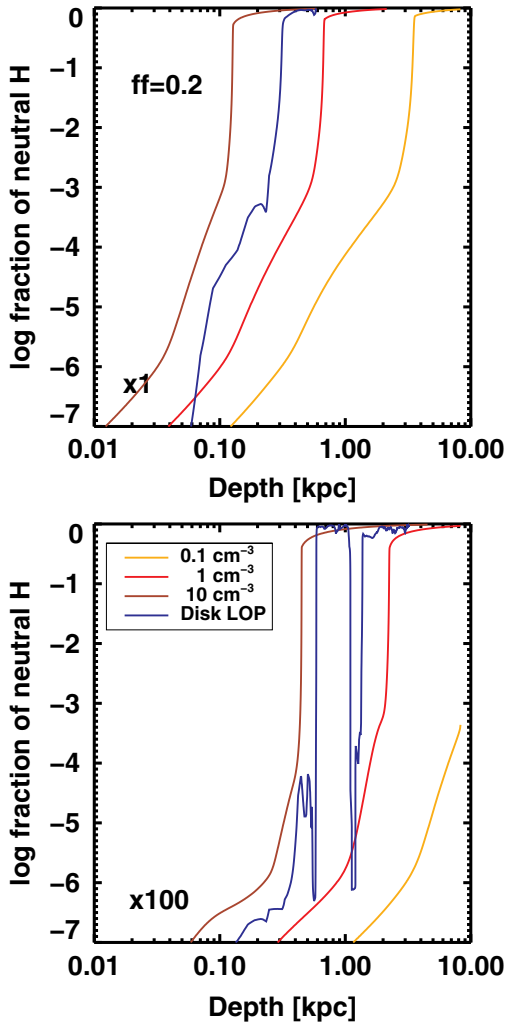 log fraction of neutral H
0
−1
−2
−3
−4
−5
−6
−7
ff=0.2
x1
0.01 0.10 1.00 10.00
Depth [kpc]
log fraction of neutral H
0
−1
−2
−3
−4
−5
−6
−7
0.1 cm⁻³
1 cm⁻³
10 cm⁻³
Disk LOP
x100
0.01 0.10 1.00 10.00
Depth [kpc]